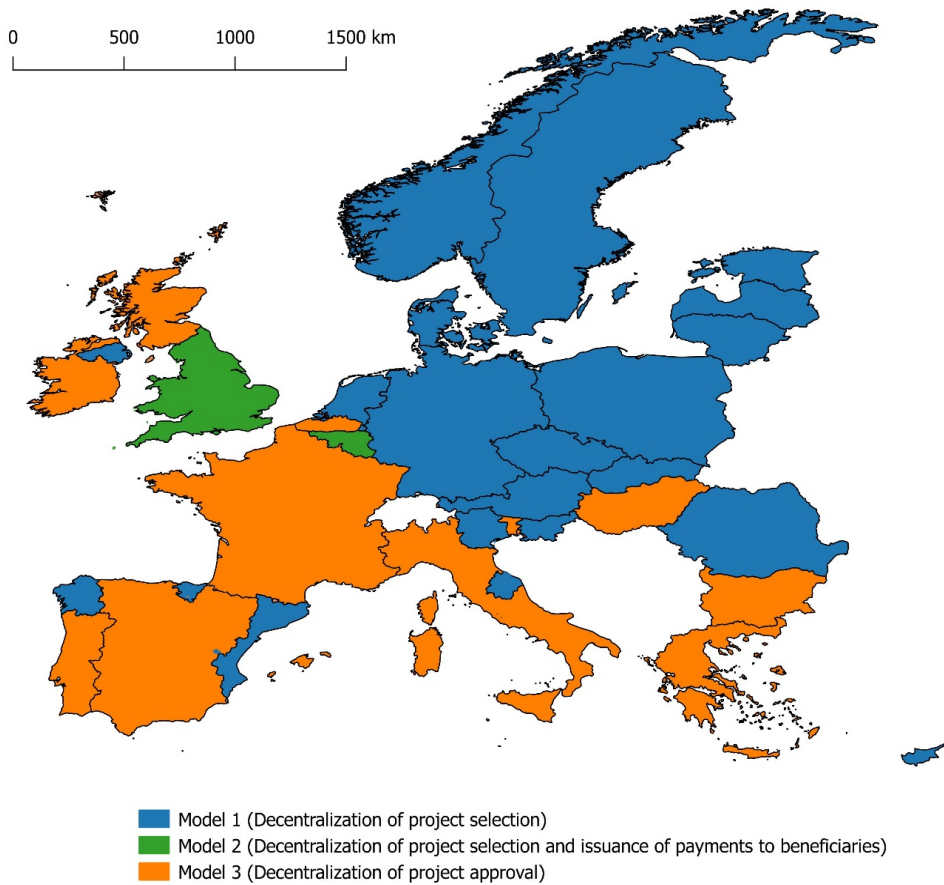 0 500 1000 1500 km
Model 1 (Decentralization of project selection)
Model 2 (Decentralization of project selection and issuance of payments to beneficiaries)
Model 3 (Decentralization of project approval)